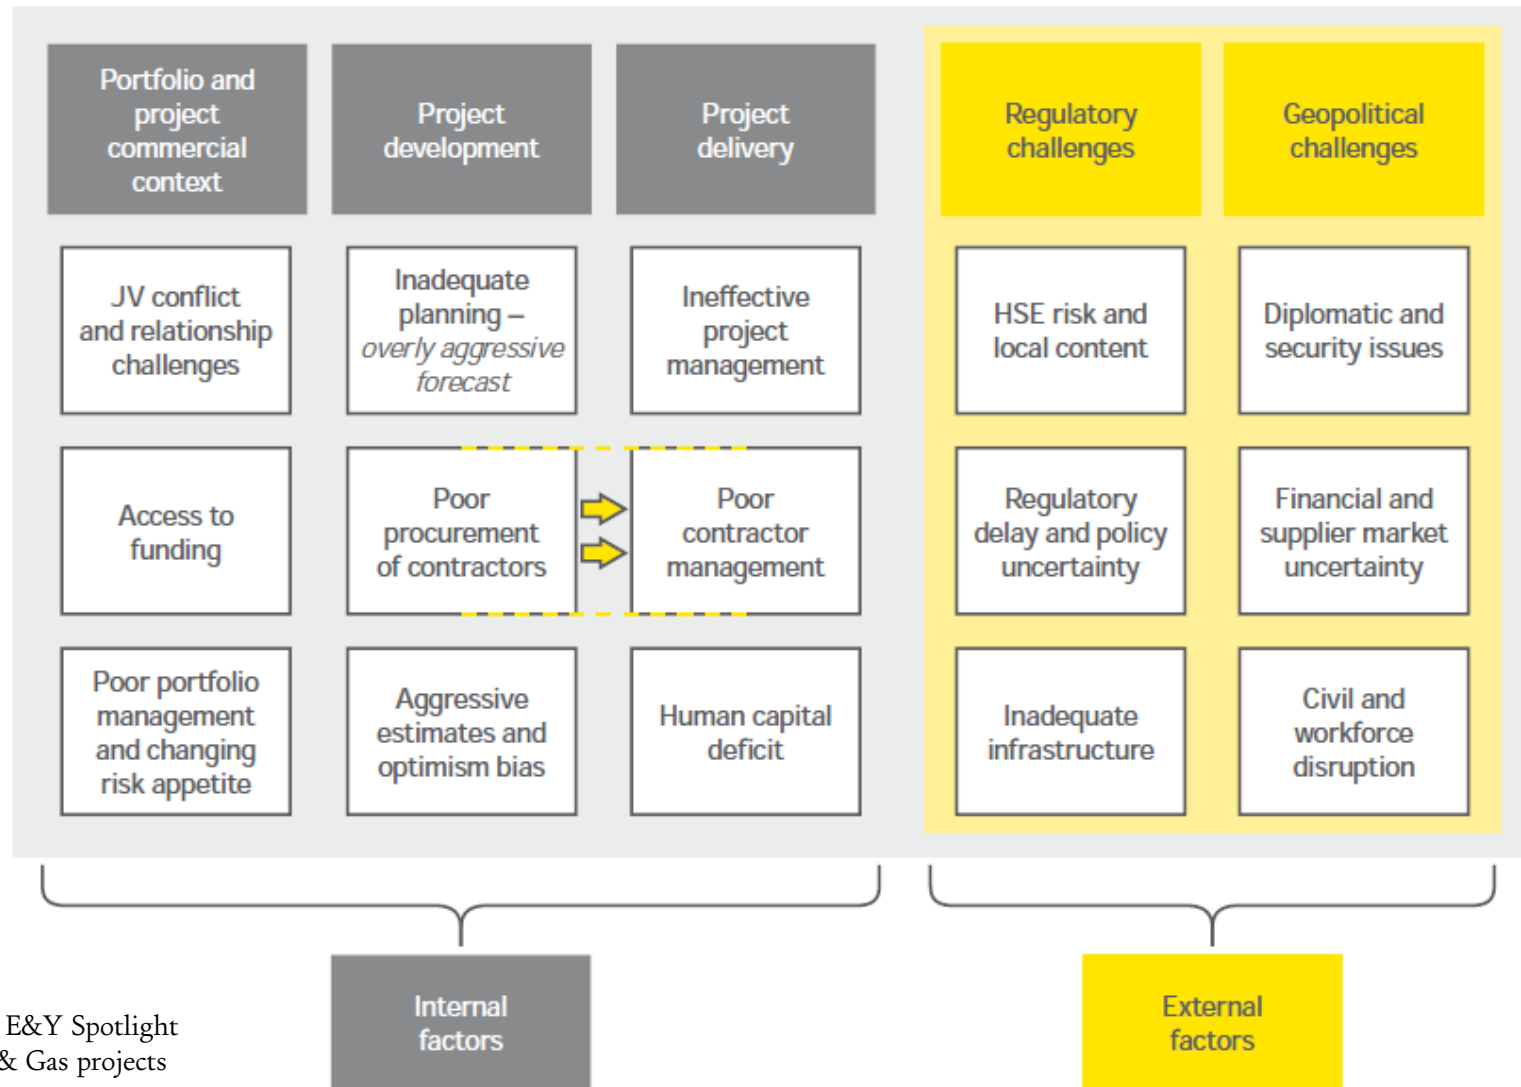 Portfolio and
project
commercial
context
Project
development
Project
delivery
Regulatory
challenges
Geopolitical
challenges
JV conflict
and relationship
challenges
Inadequate
planning –
overly aggressive
forecast
Ineffective
project
management
HSE risk and
local content
Diplomatic and
security issues
Access to
funding
Poor
procurement
of contractors
Poor
contractor
management
Regulatory
delay and policy
uncertainty
Financial and
supplier market
uncertainty
Poor portfolio
management
and changing
risk appetite
Aggressive
estimates and
optimism bias
Human capital
deficit
Inadequate
infrastructure
Civil and
workforce
disruption
Internal
factors
External
factors
E&Y Spotlight
& Gas projects